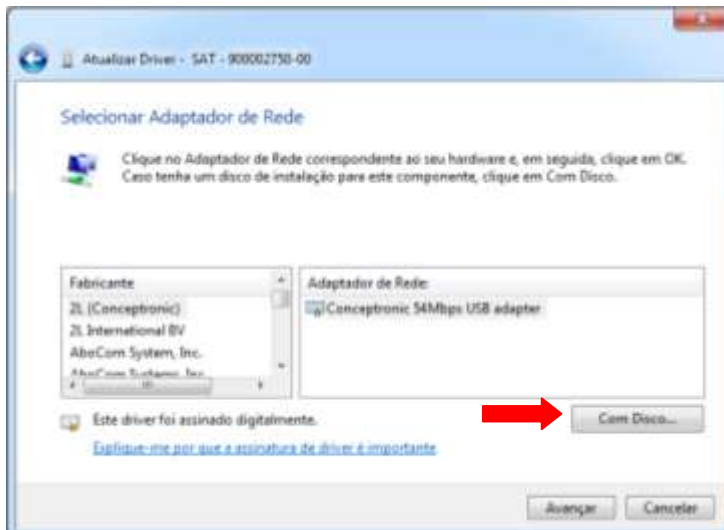 Atualizar Driver - SAT - 900002750-00
Selecionar Adaptador de Rede
Clique no Adaptador de Rede correspondente ao seu hardware e, em seguida, clique em OK.
Caso tenha um disco de instalação para este componente, clique em Com Disco.
Fabricante
2L (Conceptronic)
2L International BV
AboCom System, Inc.
AboCom Systems, Inc.
Adaptador de Rede:
Conceptronic 54Mbps USB adapter
Este driver foi assinado digitalmente.
Com Disco...
Explique-me por que a assinatura de driver é importante
Avançar
Cancelar